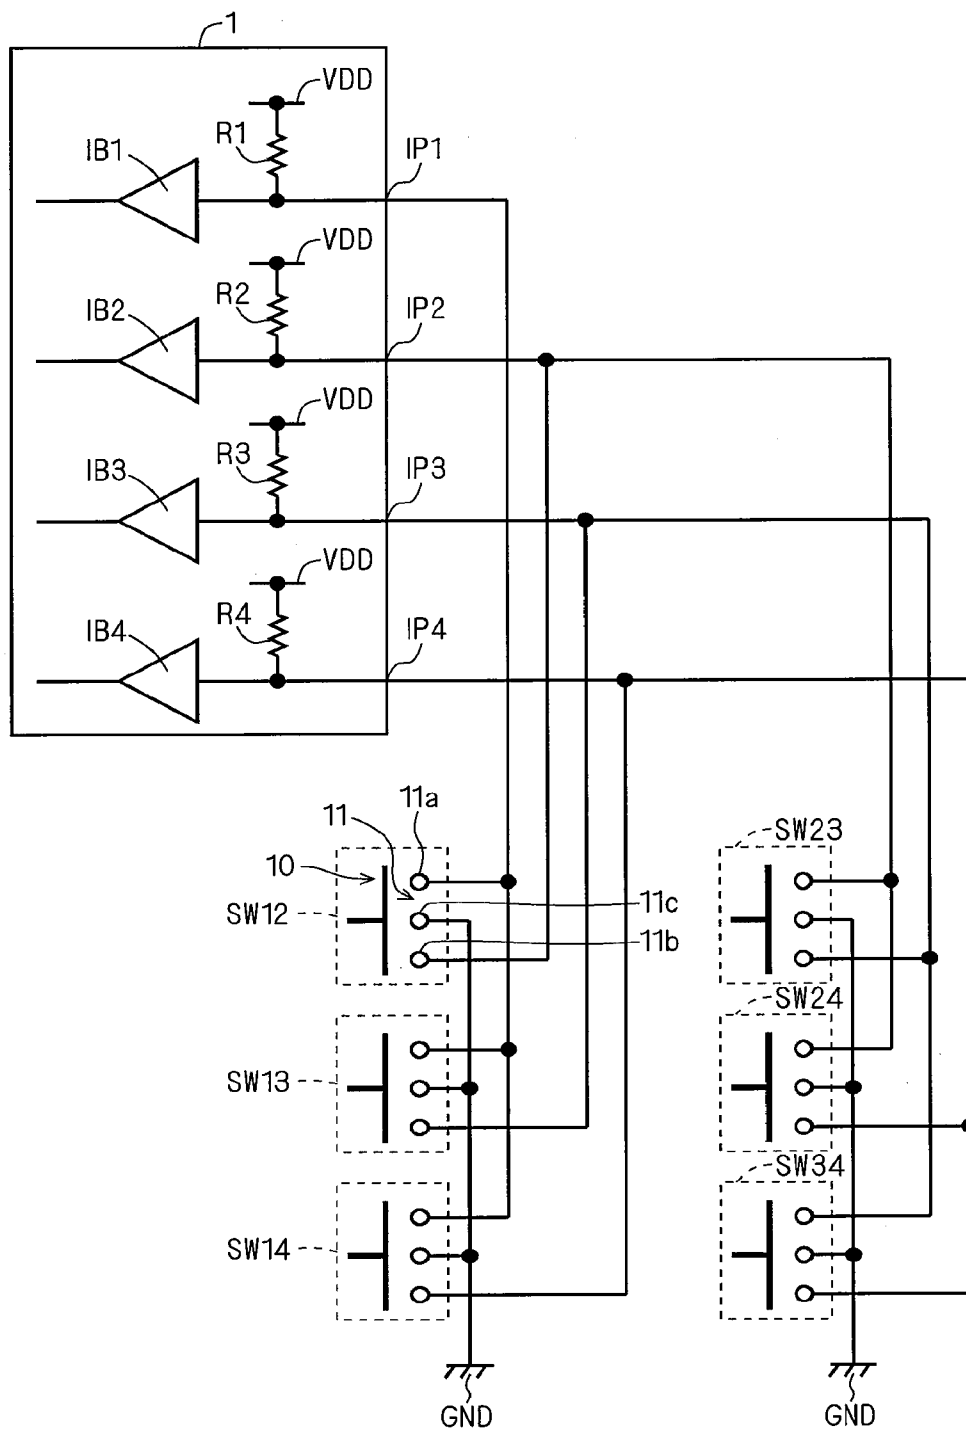 1
VDD
R1
IB1
IP1
VDD
R2
IB2
IP2
VDD
R3
IB3
IP3
VDD
R4
IB4
IP4
11a
11
10
SW12
11c
11b
SW23
SW24
SW13
SW34
SW14
GND
GND